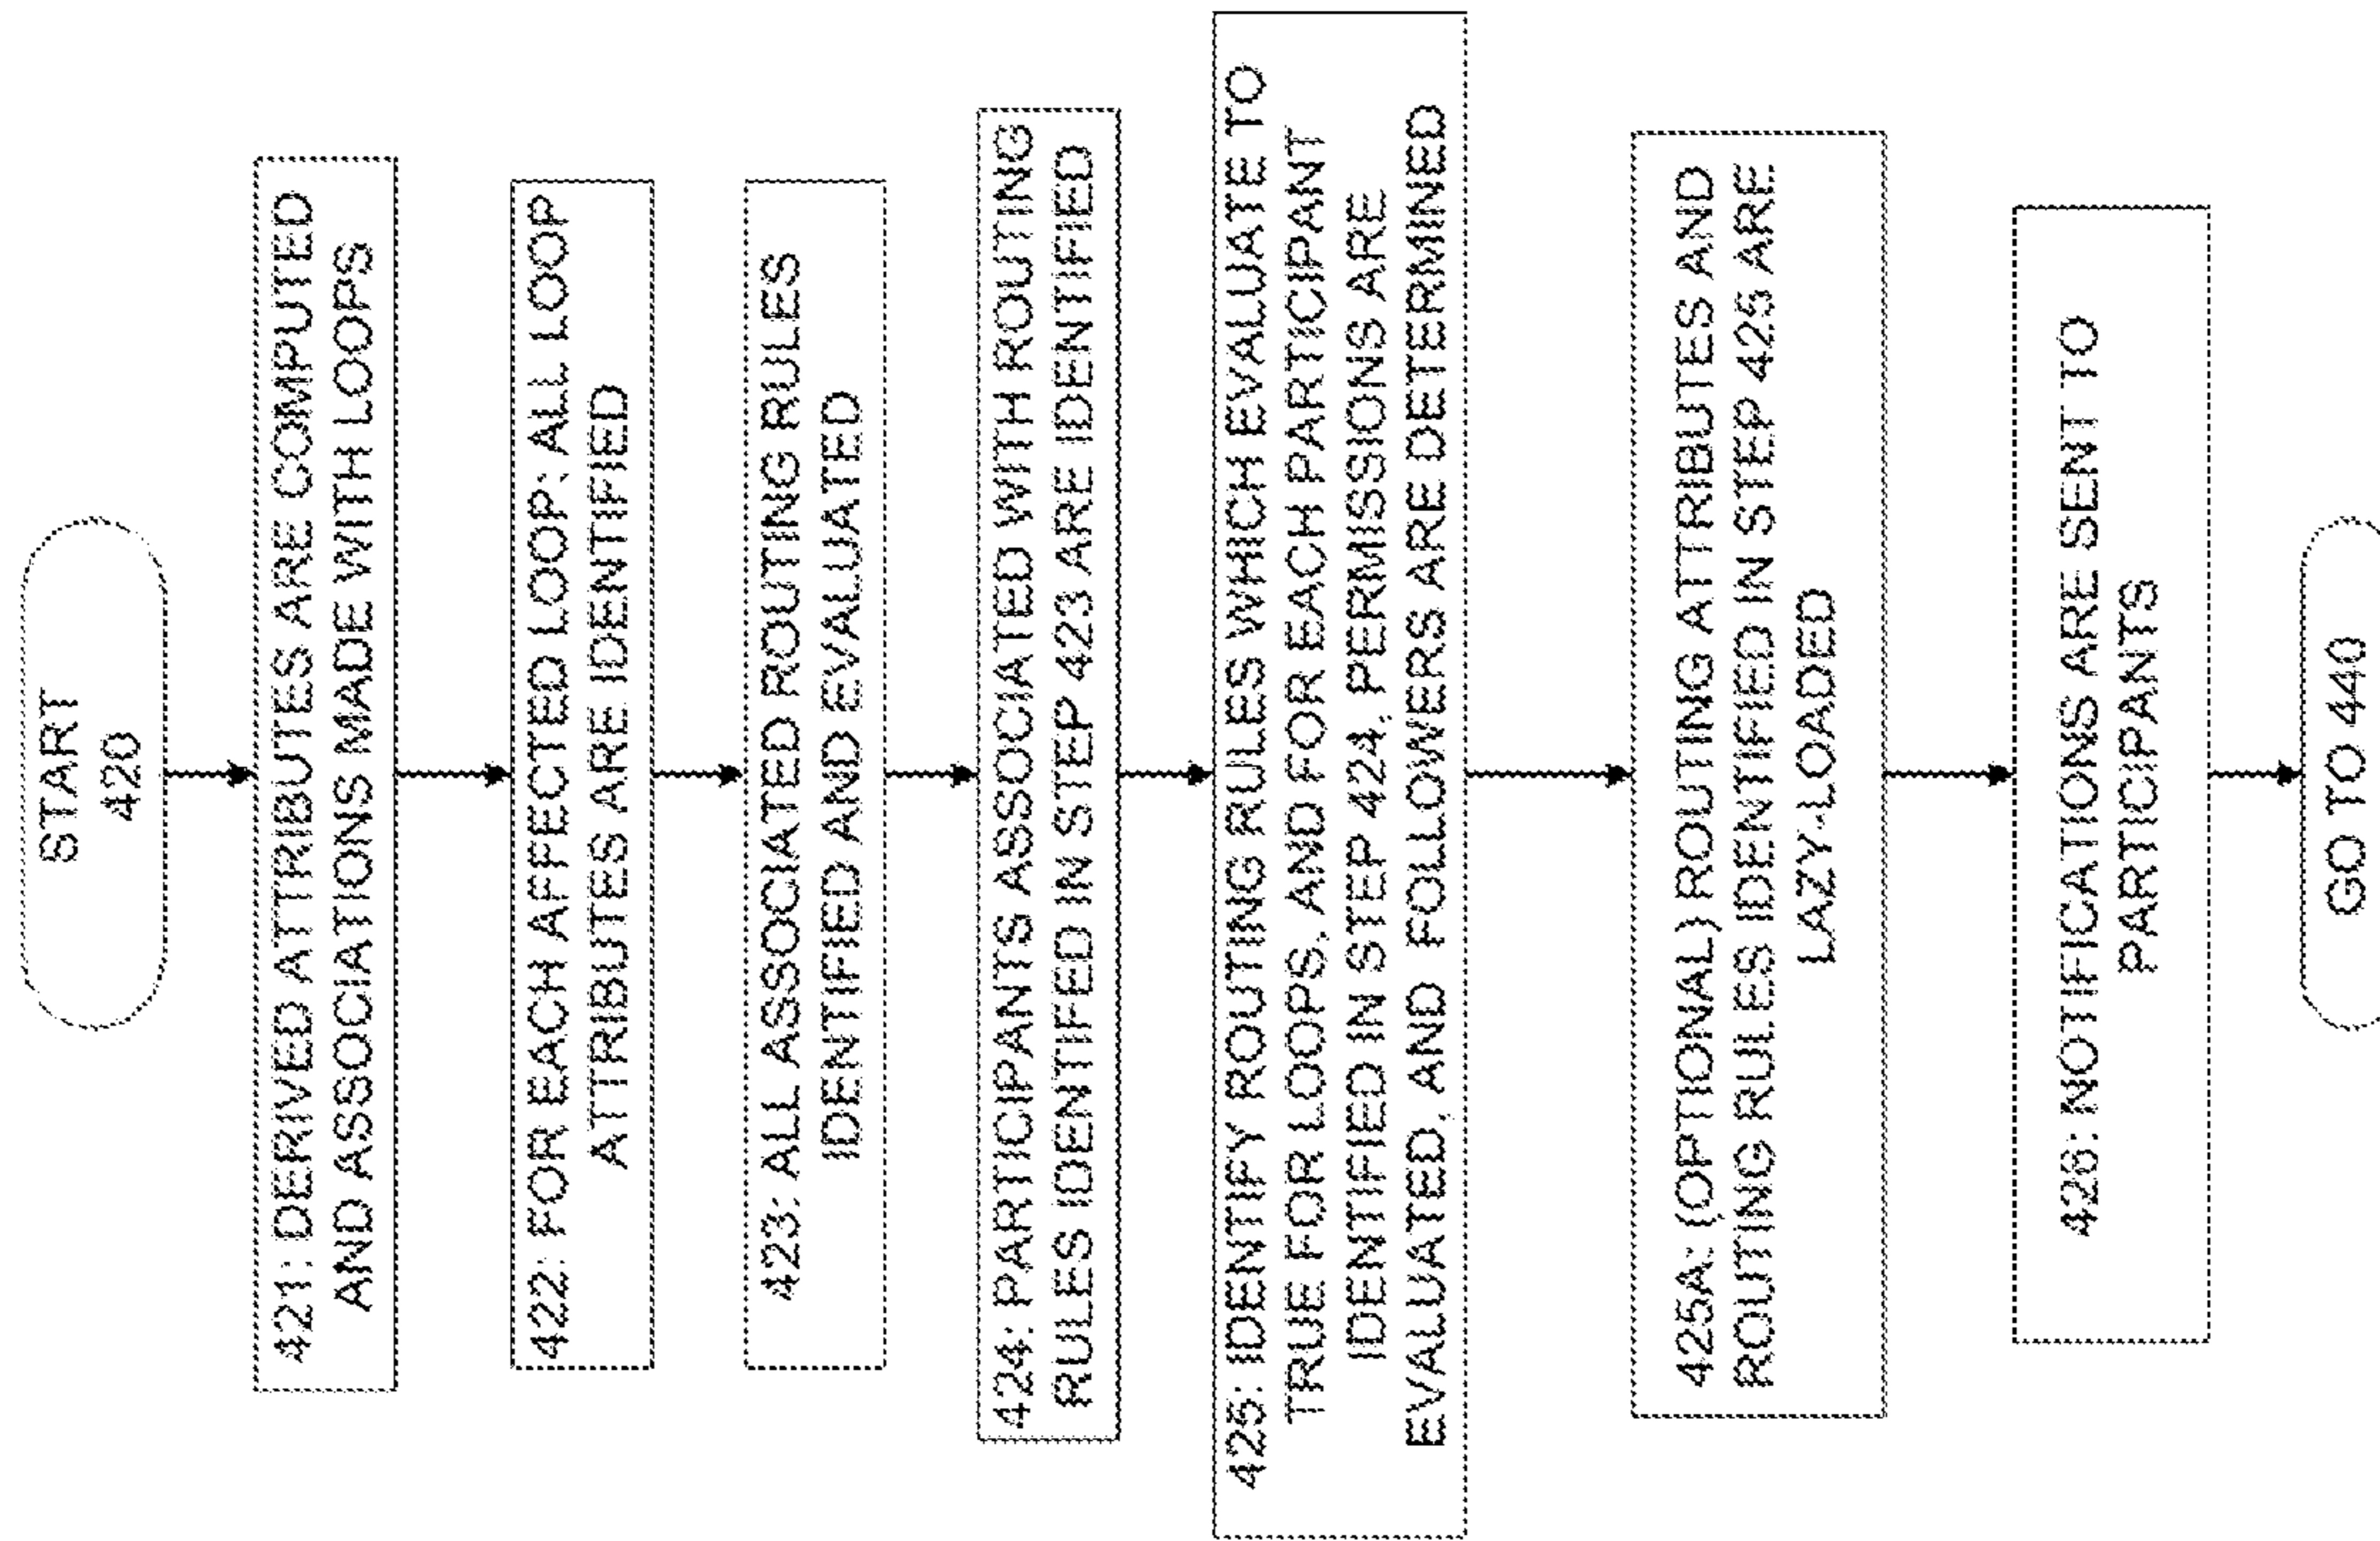 START
420
421: DERIVED ATTRIBUTES ARE COMPUTED
AND ASSOCIATIONS MADE WITH LOOPS
422: FOR EACH AFFECTED LOOP: ALL LOOP
ATTRIBUTES ARE IDENTIFIED
423: ALL ASSOCIATED ROUTING RULES
IDENTIFIED AND EVALUATED
424: PARTICIPANTS ASSOCIATED WITH ROUTING
RULES IDENTIFED IN STEP 423 ARE IDENTIFIED
425: IDENTIFY ROUTING RULES WHICH EVALUATE TO
TRUE FOR LOOPS, AND FOR EACH PARTICIPANT
IDENTIFIED IN STEP 424, PERMISSIONS ARE
EVALUATED, AND FOLLOWERS ARE DETERMINED
425A: (OPTIONAL) ROUTING ATTRIBUTES AND
ROUTING RULES IDENTIFIED IN STEP 425 ARE
LAZY-LOADED
426: NOTIFICATIONS ARE SENT TO
PARTICIPANTS
GO TO 440